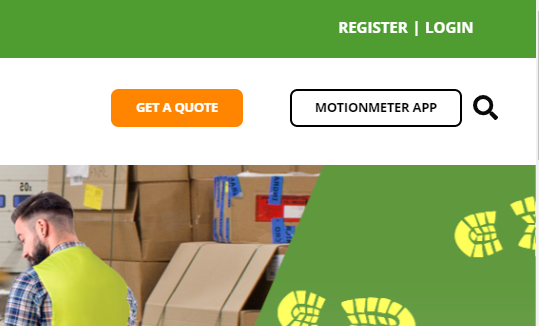 REGISTER | LOGIN
GET A QUOTE
MOTIONMETER APP